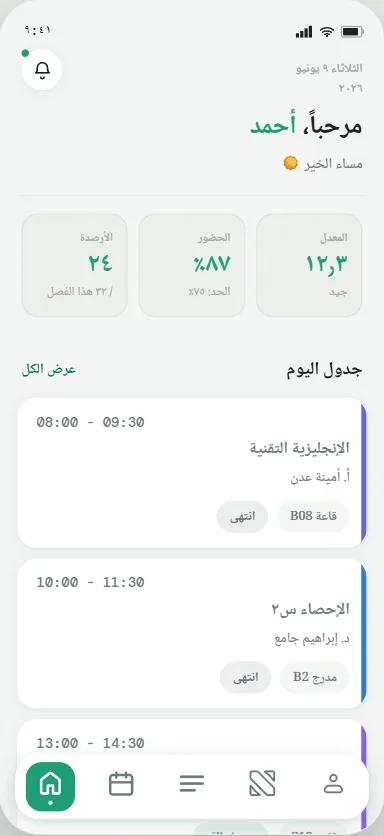 ٩:٤١
الثلاثاء ٩ يونيو
٢٠٢٦
مرحباً، أحمد
مساء الخير
المعدل
١٢٫٣
جيد
الحضور
٨٧٪
الحد: ٧٥٪
الأرصدة
٢٤
/ ٣٢ هذا الفصل
جدول اليوم
عرض الكل
08:00 - 09:30
الإنجليزية التقنية
أ. أمينة عدن
قاعة B08
انتهى
10:00 - 11:30
الإحصاء س٢
د. إبراهيم جامع
مدرج B2
انتهى
13:00 - 14:30